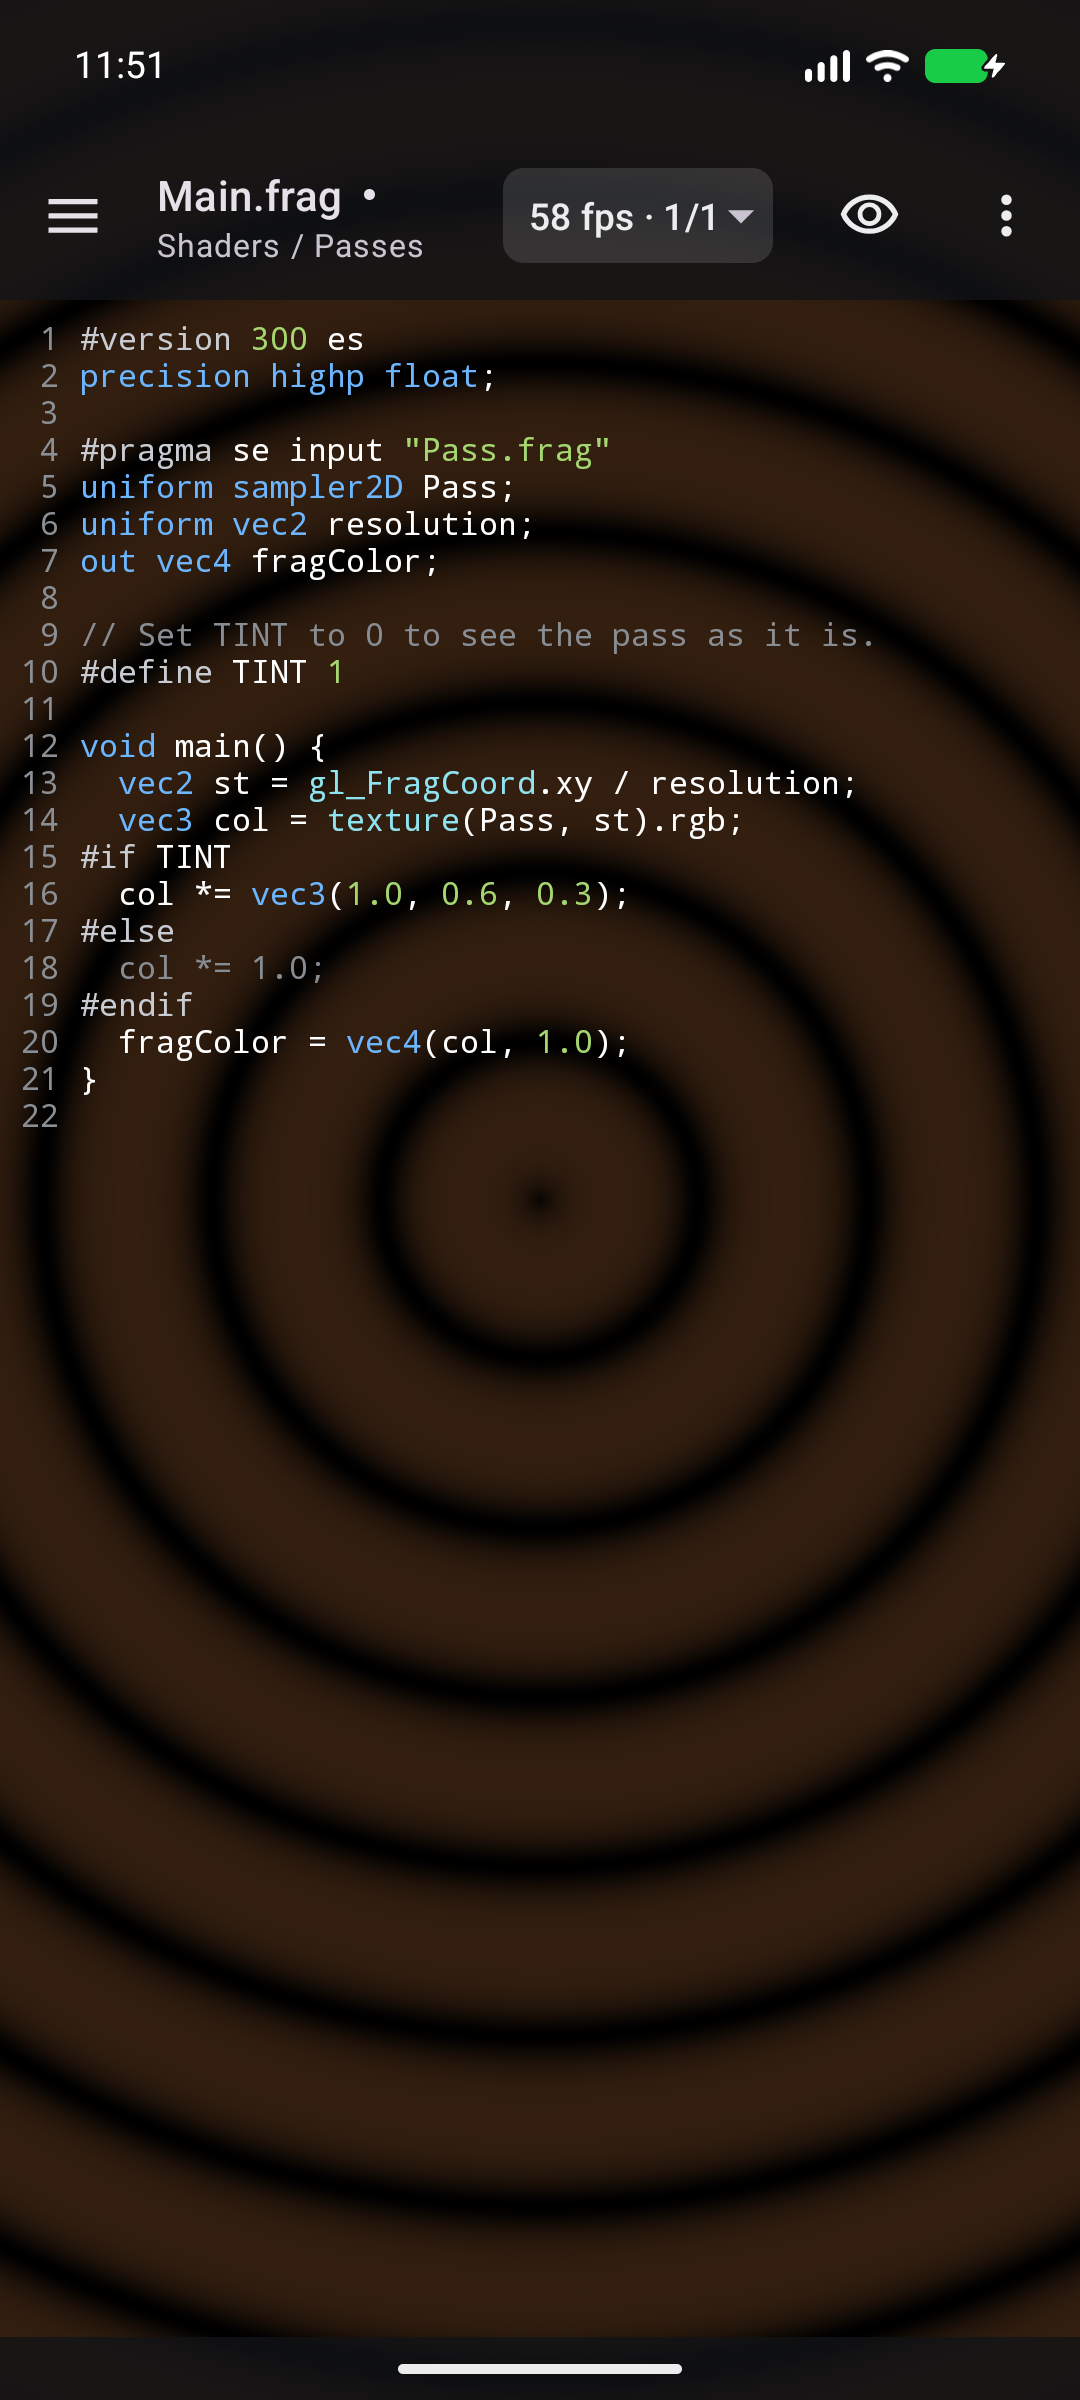 11:51
Main.frag •
58 fps · 1/1
Shaders / Passes
1 #version 300 es
2 precision highp float;
3
4 #pragma se input "Pass.frag"
5 uniform sampler2D Pass;
6 uniform vec2 resolution;
7 out vec4 fragColor;
8
9 // Set TINT to 0 to see the pass as it is.
10 #define TINT 1
11
12 void main() {
13   vec2 st = gl_FragCoord.xy / resolution;
14   vec3 col = texture(Pass, st).rgb;
15 #if TINT
16   col *= vec3(1.0, 0.6, 0.3);
17 #else
18   col *= 1.0;
19 #endif
20   fragColor = vec4(col, 1.0);
21 }
22